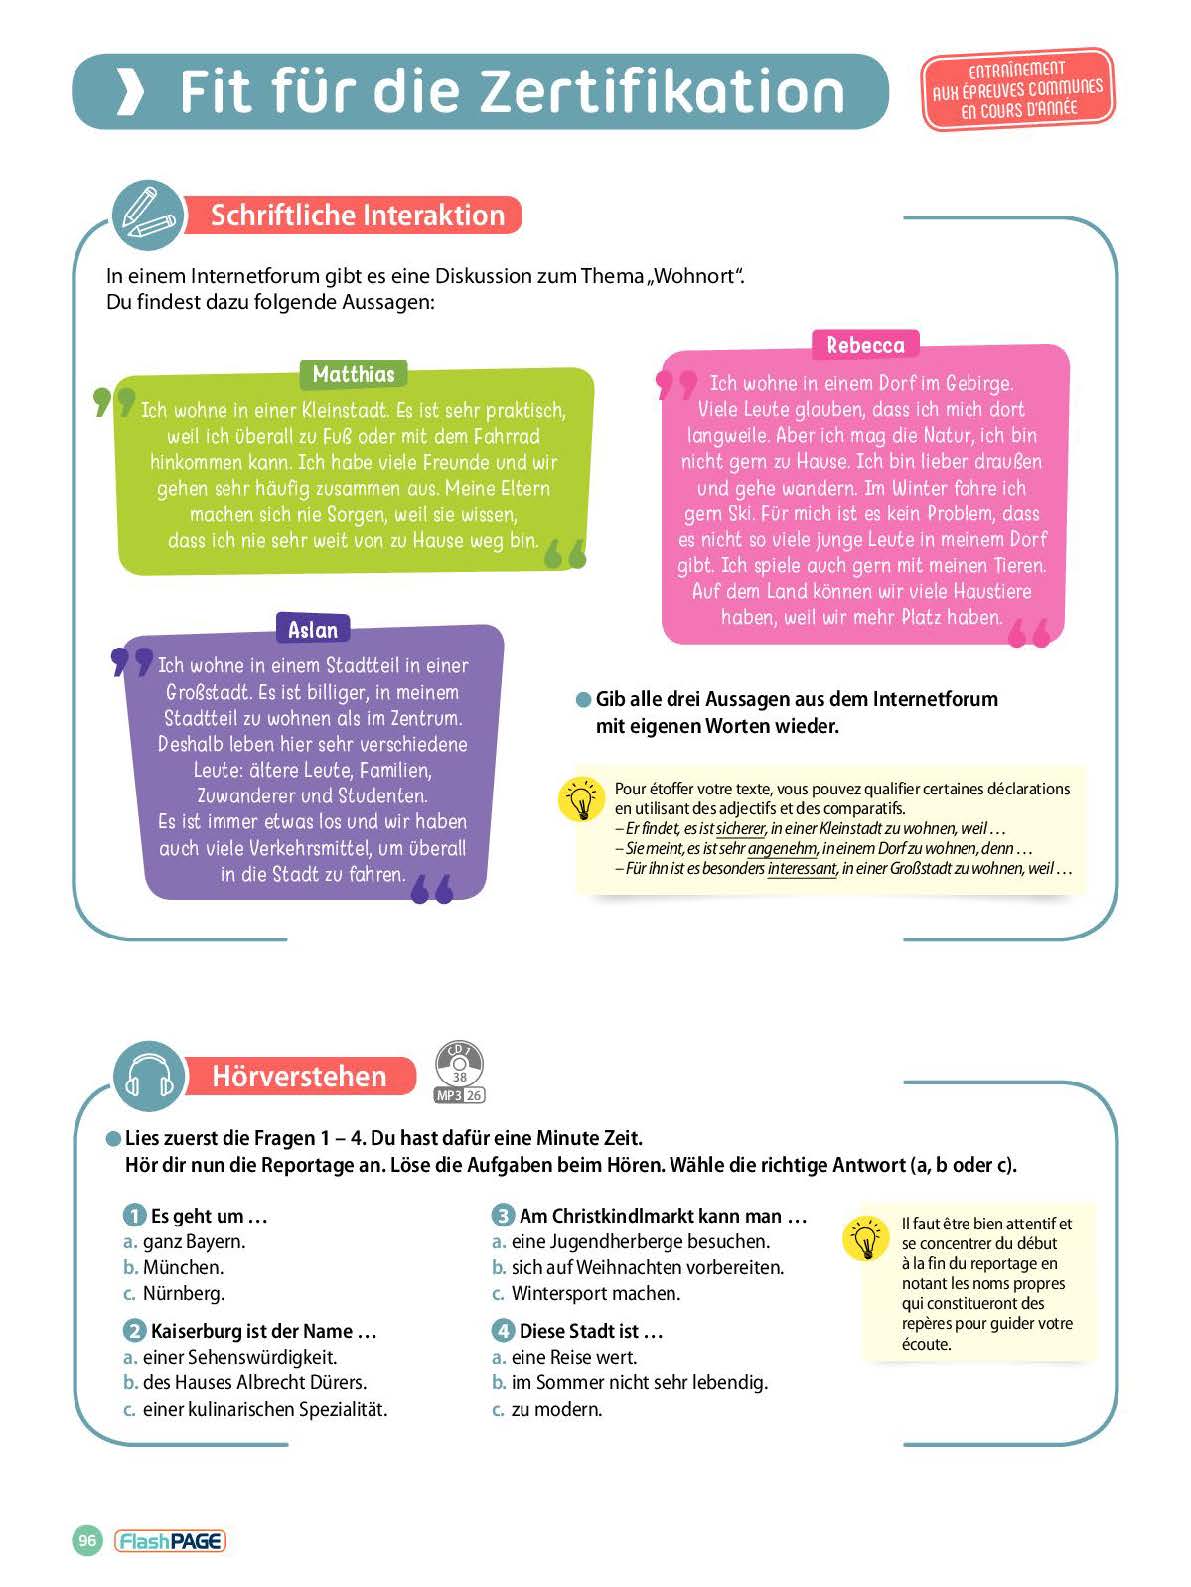 Fit für die Zertifikation
ENTRAÎNEMENT
AUX ÉPREUVES COMMUNES
EN COURS D'ANNÉE
Schriftliche Interaktion
In einem Internetforum gibt es eine Diskussion zum Thema „Wohnort“.
Du findest dazu folgende Aussagen:
Matthias
Ich wohne in einer Kleinstadt. Es ist sehr praktisch,
weil ich überall zu Fuß oder mit dem Fahrrad
hinkommen kann. Ich habe viele Freunde und wir
gehen sehr häufig zusammen aus. Meine Eltern
machen sich nie Sorgen, weil sie wissen,
dass ich nie sehr weit von zu Hause weg bin.
Rebecca
Ich wohne in einem Dorf im Gebirge.
Viele Leute glauben, dass ich mich dort
langweile. Aber ich mag die Natur, ich bin
nicht gern zu Hause. Ich bin lieber draußen
und gehe wandern. Im Winter fahre ich
gern Ski. Für mich ist es kein Problem, dass
es nicht so viele junge Leute in meinem Dorf
gibt. Ich spiele auch gern mit meinen Tieren.
Auf dem Land können wir viele Haustiere
haben, weil wir mehr Platz haben.
Aslan
Ich wohne in einem Stadtteil in einer
Großstadt. Es ist billiger, in meinem
Stadtteil zu wohnen als im Zentrum.
Deshalb leben hier sehr verschiedene
Leute: ältere Leute, Familien,
Zuwanderer und Studenten.
Es ist immer etwas los und wir haben
auch viele Verkehrsmittel, um überall
in die Stadt zu fahren.
Gib alle drei Aussagen aus dem Internetforum
mit eigenen Worten wieder.
Pour étoffer votre texte, vous pouvez qualifier certaines déclarations
en utilisant des adjectifs et des comparatifs.
– Er findet, es ist sicherer, in einer Kleinstadt zu wohnen, weil …
– Sie meint, es ist sehr angenehm, in einem Dorf zu wohnen, denn …
– Für ihn ist es besonders interessant, in einer Großstadt zu wohnen, weil …
Hörverstehen
CD 1
38
MP3 26
Lies zuerst die Fragen 1 – 4. Du hast dafür eine Minute Zeit.
Hör dir nun die Reportage an. Löse die Aufgaben beim Hören. Wähle die richtige Antwort (a, b oder c).
1 Es geht um …
a. ganz Bayern.
b. München.
c. Nürnberg.
2 Kaiserburg ist der Name …
a. einer Sehenswürdigkeit.
b. des Hauses Albrecht Dürers.
c. einer kulinarischen Spezialität.
3 Am Christkindlmarkt kann man …
a. eine Jugendherberge besuchen.
b. sich auf Weihnachten vorbereiten.
c. Wintersport machen.
4 Diese Stadt ist …
a. eine Reise wert.
b. im Sommer nicht sehr lebendig.
c. zu modern.
Il faut être bien attentif et
se concentrer du début
à la fin du reportage en
notant les noms propres
qui constitueront des
repères pour guider votre
écoute.
96 FlashPAGE